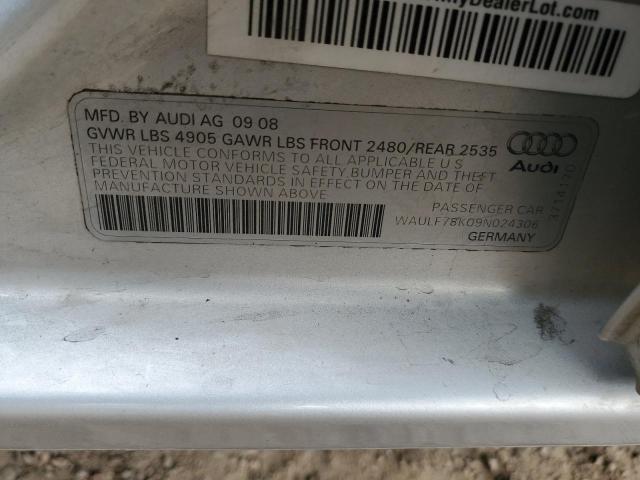 DealerLot.com
MFD. BY AUDI AG 09 08
GVWR LBS 4905 GAWR LBS FRONT 2480/REAR 2535
THIS VEHICLE CONFORMS TO ALL APPLICABLE U S
FEDERAL MOTOR VEHICLE SAFETY, BUMPER AND THEFT
PREVENTION STANDARDS IN EFFECT ON THE DATE OF
MANUFACTURE SHOWN ABOVE
Audi
PASSENGER CAR
WAULF78K09N024306
GERMANY